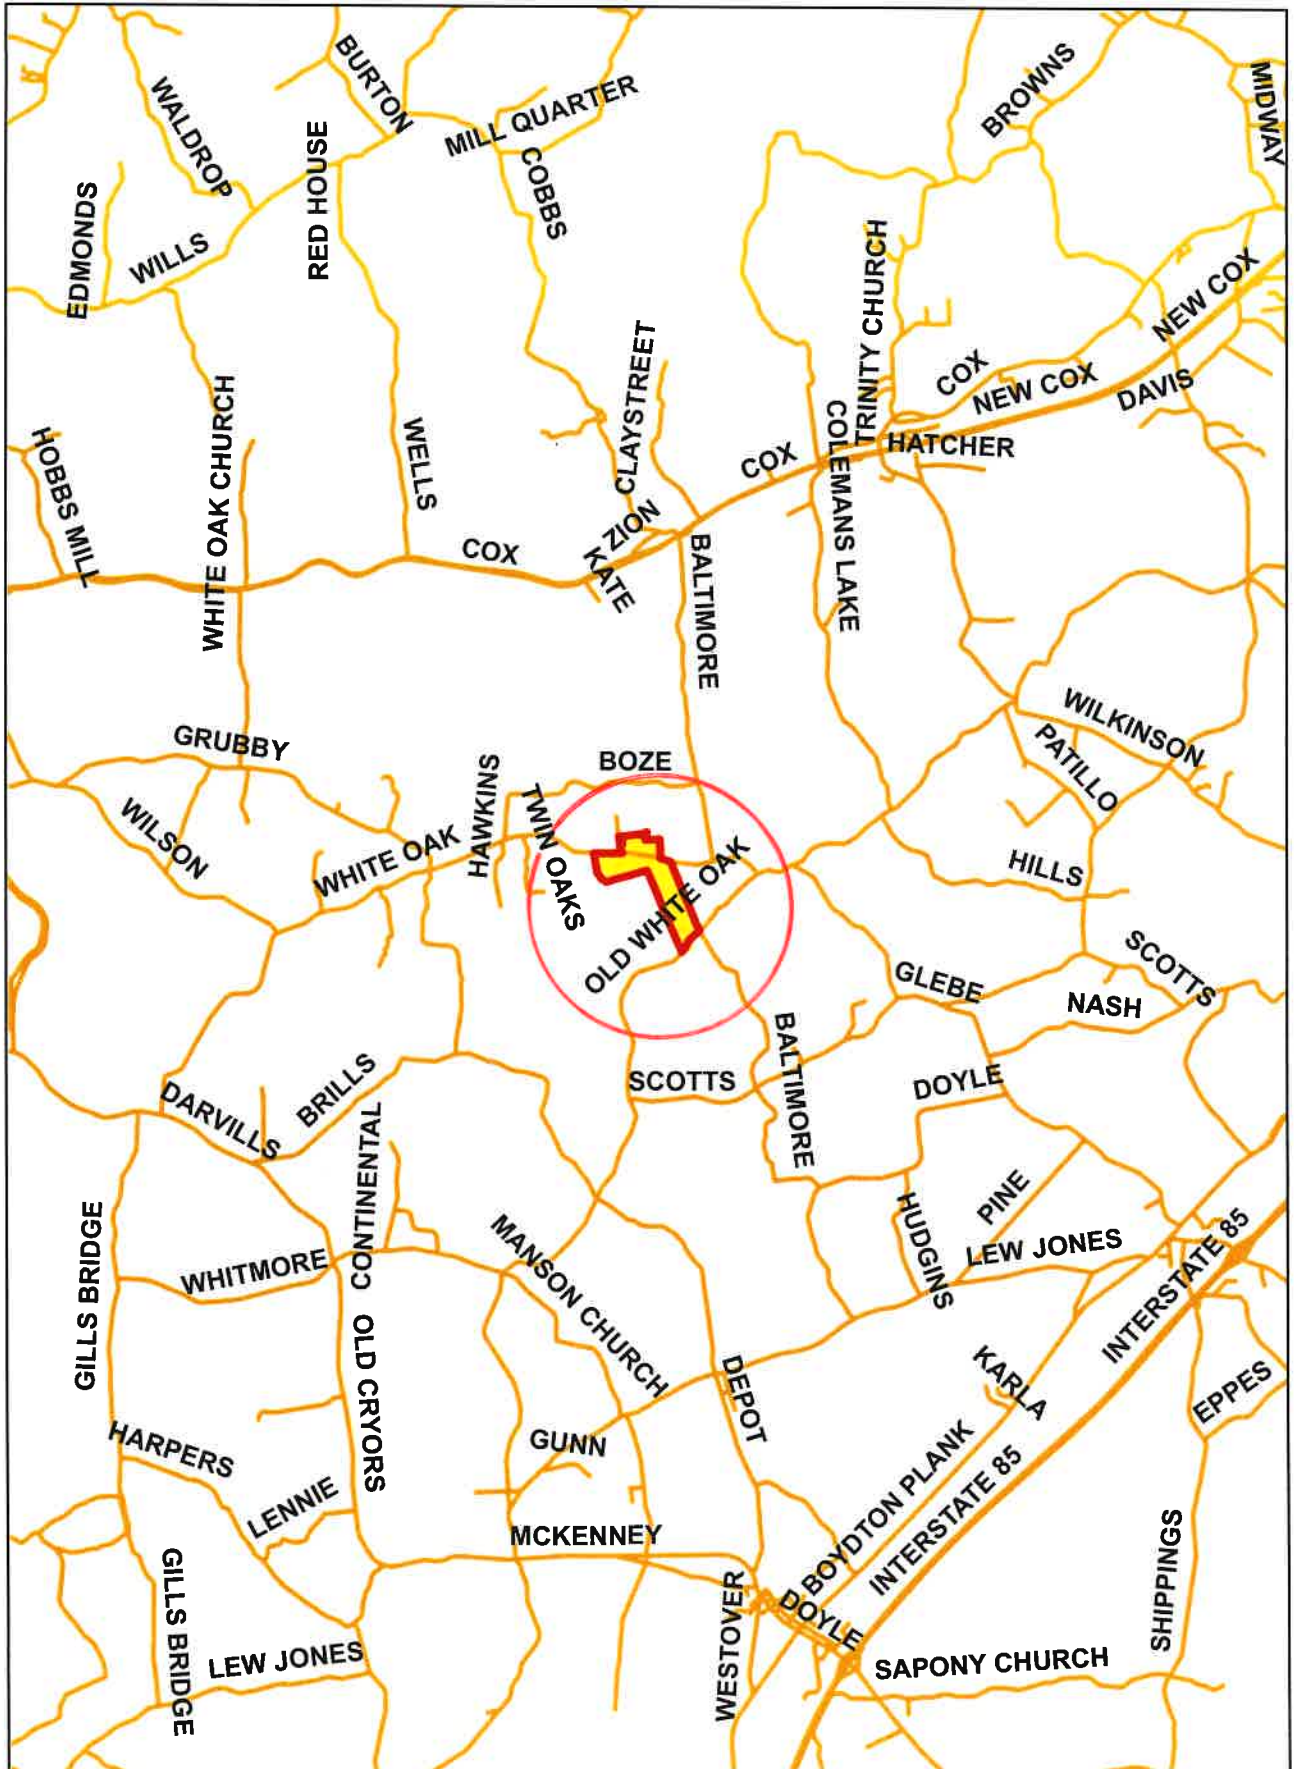 BURTON
BROWNS
MIDWAY
WALDROP
MILL QUARTER
RED HOUSE
COBBS
EDMONDS
WILLS
TRINITY CHURCH
NEW COX
CLAYSTREET
COX
NEW COX
DAVIS
WHITE OAK CHURCH
COLEMANS LAKE
HATCHER
HOBBS MILL
WELLS
COX
ZION
COX
KATE
BALTIMORE
WILKINSON
GRUBBY
PATILLO
BOZE
HAWKINS
TWIN OAKS
WILSON
WHITE OAK
OLD WHITE OAK
HILLS
SCOTTS
GLEBE
NASH
BALTIMORE
SCOTTS
DOYLE
BRILLS
DARVILLS
CONTINENTAL
PINE
HUDGINS
GILLS BRIDGE
MANSON CHURCH
LEW JONES
INTERSTATE 85
WHITMORE
OLD CRYORS
KARLA
DEPOT
EPPES
HARPERS
GUNN
LENNIE
BOYDTON PLANK
INTERSTATE 85
MCKENNEY
SHIPPINGS
GILLS BRIDGE
WESTOVER
DOYLE
LEW JONES
SAPONY CHURCH